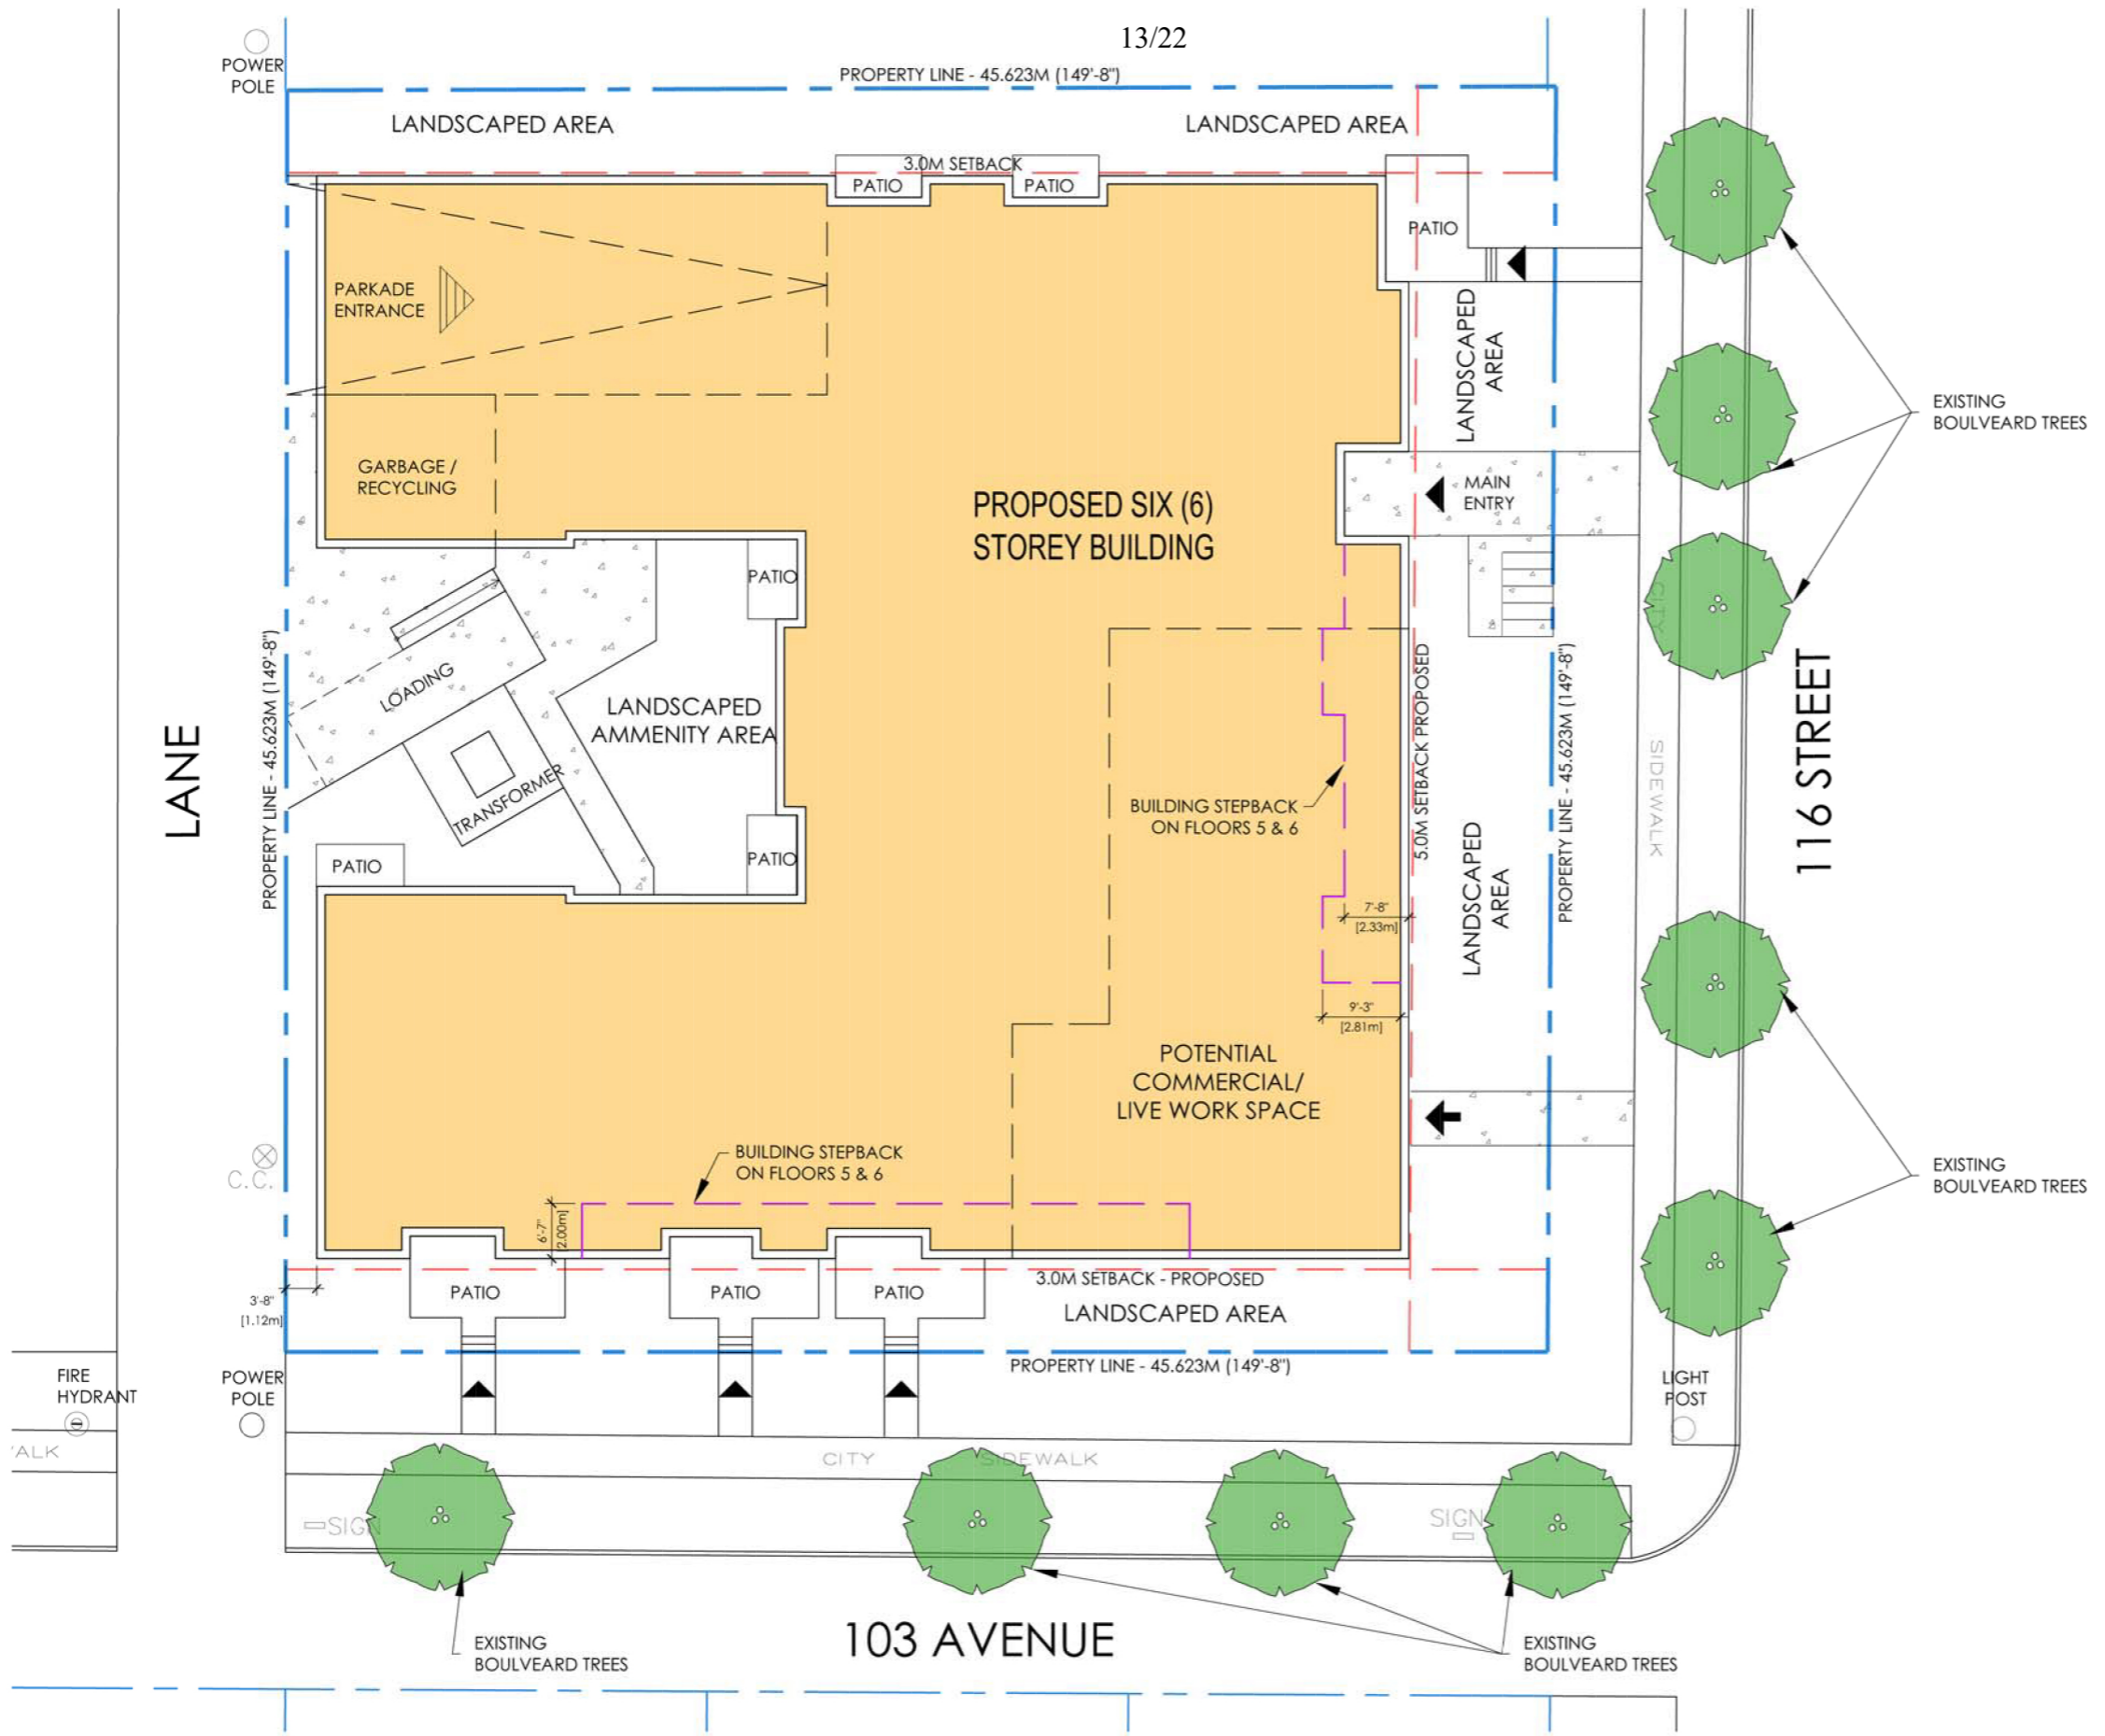 13/22
POWER
POLE
PROPERTY LINE - 45.623M (149'-8")
LANDSCAPED AREA
LANDSCAPED AREA
3.0M SETBACK
PATIO
PATIO
PATIO
PARKADE
ENTRANCE
LANDSCAPED
AREA
EXISTING
BOULVEARD TREES
GARBAGE /
RECYCLING
MAIN
ENTRY
PROPOSED SIX (6)
STOREY BUILDING
PATIO
CITY
SIDEWALK
LOADING
LANDSCAPED
AMMENITY AREA
TRANSFORMER
PATIO
PATIO
LANE
PROPERTY LINE - 45.623M (149'-8")
BUILDING STEPBACK
ON FLOORS 5 & 6
5.0M SETBACK PROPOSED
PROPERTY LINE - 45.623M (149'-8")
116 STREET
LANDSCAPED
AREA
7'-8"
[2.33m]
9'-3"
[2.81m]
POTENTIAL
COMMERCIAL/
LIVE WORK SPACE
C.C.
BUILDING STEPBACK
ON FLOORS 5 & 6
6'-7"
[2.00m]
EXISTING
BOULVEARD TREES
3'-8"
[1.12m]
PATIO
PATIO
PATIO
3.0M SETBACK - PROPOSED
LANDSCAPED AREA
PROPERTY LINE - 45.623M (149'-8")
FIRE
HYDRANT
POWER
POLE
LIGHT
POST
ALK
CITY SIDEWALK
SIGN
SIGN
103 AVENUE
EXISTING
BOULVEARD TREES
EXISTING
BOULVEARD TREES